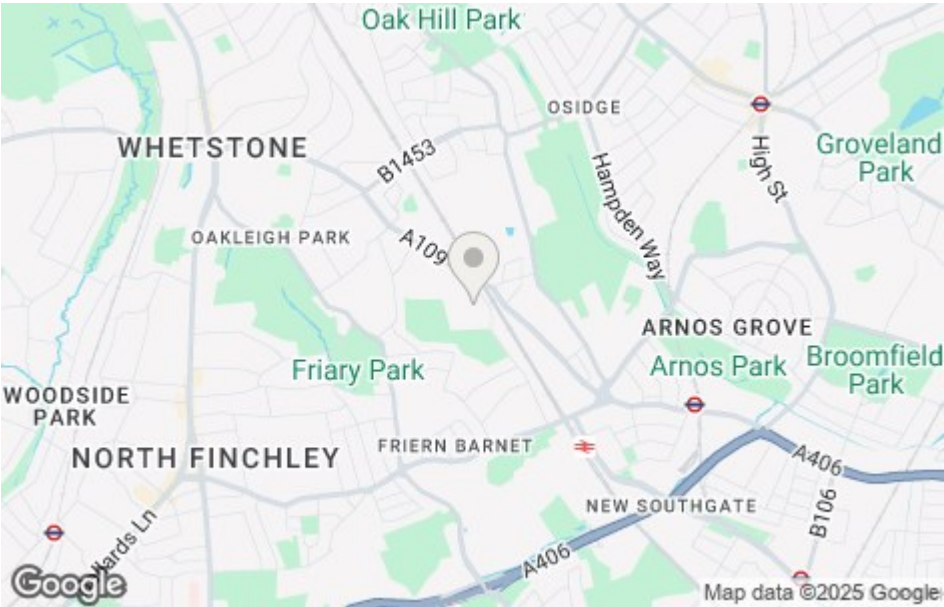 Oak Hill Park
OSIDGE
WHETSTONE
B1453
High St
Groveland
Park
Hampden Way
OAKLEIGH PARK
A109
ARNOS GROVE
Friary Park
Arnos Park
Broomfield
Park
WOODSIDE
PARK
FRIERN BARNET
NORTH FINCHLEY
A406
NEW SOUTHGATE
B106
llards Ln
A406
Google
Map data ©2025 Google